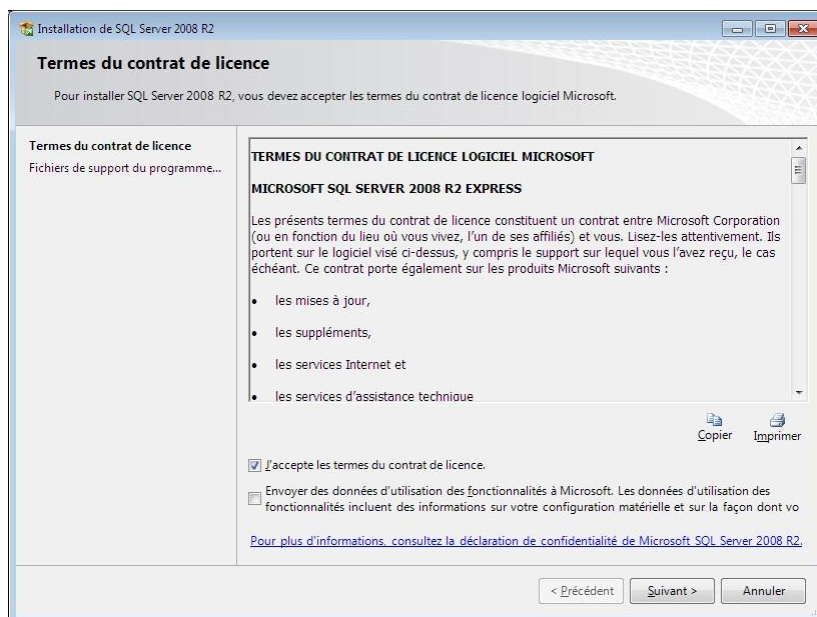 Installation de SQL Server 2008 R2
Termes du contrat de licence
Pour installer SQL Server 2008 R2, vous devez accepter les termes du contrat de licence logiciel Microsoft.
Termes du contrat de licence
Fichiers de support du programme...
TERMES DU CONTRAT DE LICENCE LOGICIEL MICROSOFT
MICROSOFT SQL SERVER 2008 R2 EXPRESS
Les présents termes du contrat de licence constituent un contrat entre Microsoft Corporation
(ou en fonction du lieu où vous vivez, l'un de ses affiliés) et vous. Lisez-les attentivement. Ils
portent sur le logiciel visé ci-dessus, y compris le support sur lequel vous l'avez reçu, le cas
échéant. Ce contrat porte également sur les produits Microsoft suivants :
• les mises à jour,
• les suppléments,
• les services Internet et
• les services d'assistance technique
Copier Imprimer
J'accepte les termes du contrat de licence.
Envoyer des données d'utilisation des fonctionnalités à Microsoft. Les données d'utilisation des
fonctionnalités incluent des informations sur votre configuration matérielle et sur la façon dont vo
Pour plus d'informations, consultez la déclaration de confidentialité de Microsoft SQL Server 2008 R2.
< Précédent Suivant > Annuler